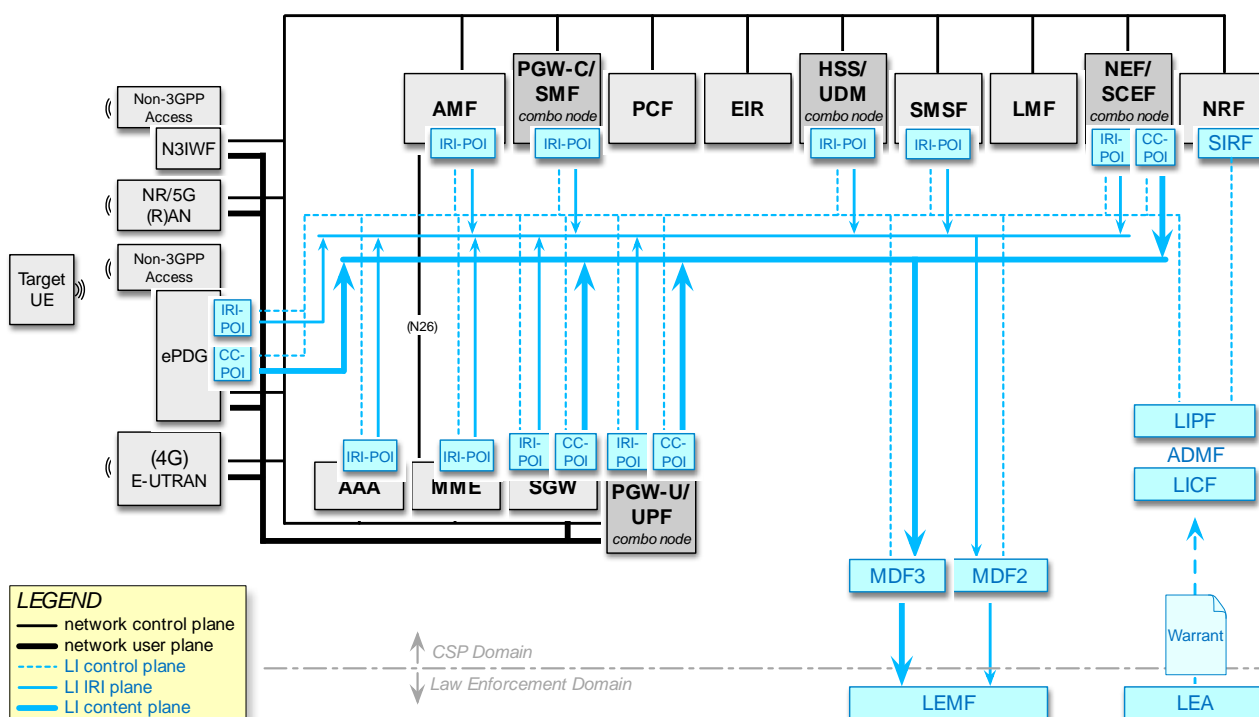 PGW-C/
SMF
combo node
HSS/
UDM
combo node
NEF/
SCEF
combo node
AMF
PCF
EIR
SMSF
LMF
NRF
IRI-POI
IRI-POI
IRI-POI
IRI-POI
IRI-
POI
CC-
POI
SIRF
Non-3GPP
Access
N3IWF
NR/5G
(R)AN
Non-3GPP
Access
Target
UE
ePDG
IRI-
POI
CC-
POI
(N26)
(4G)
E-UTRAN
IRI-POI
IRI-POI
IRI-
POI
CC-
POI
IRI-
POI
CC-
POI
AAA
MME
SGW
PGW-U/
UPF
combo node
LIPF
ADMF
LICF
MDF3
MDF2
Warrant
LEGEND
network control plane
network user plane
LI control plane
LI IRI plane
LI content plane
CSP Domain
Law Enforcement Domain
LEMF
LEA